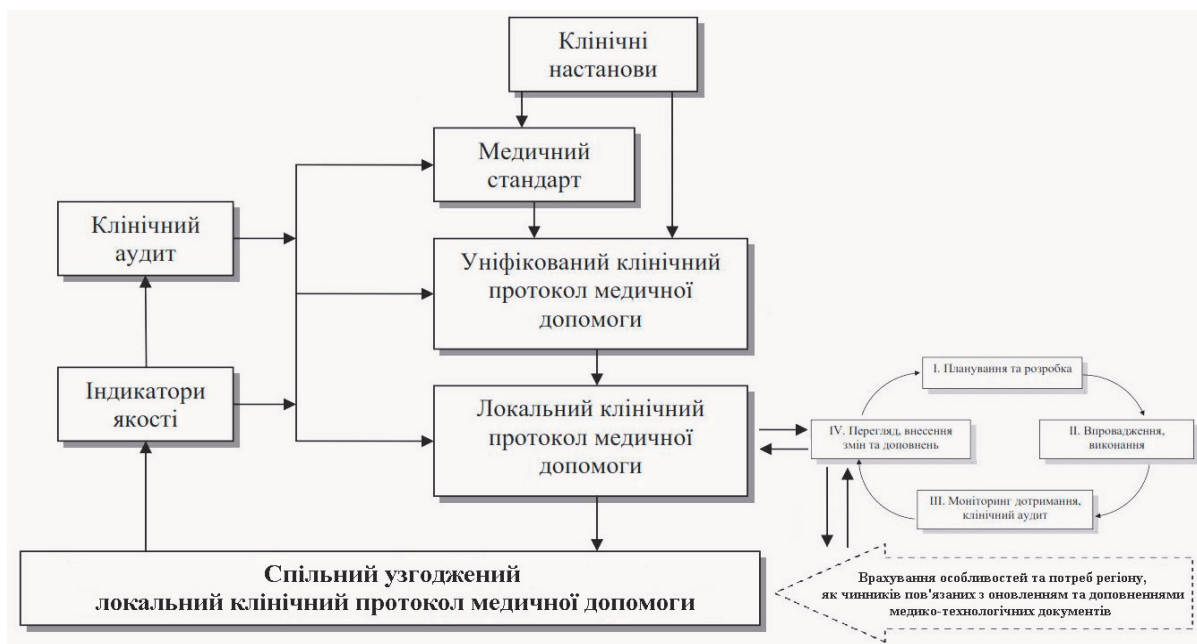 Клінічні
настанови
Медичний
стандарт
Клінічний
аудит
Уніфікований клінічний
протокол медичної
допомоги
Індикатори
якості
Локальний клінічний
протокол медичної
допомоги
І. Планування та розробка
IV. Перегляд, внесення
змін та доповнень
ІІ. Впровадження,
виконання
ІІІ. Моніторинг дотримання,
клінічний аудит
Спільний узгоджений
локальний клінічний протокол медичної допомоги
Врахування особливостей та потреб регіону,
як чинників пов'язаних з оновленням та доповненнями
медико-технологічних документів